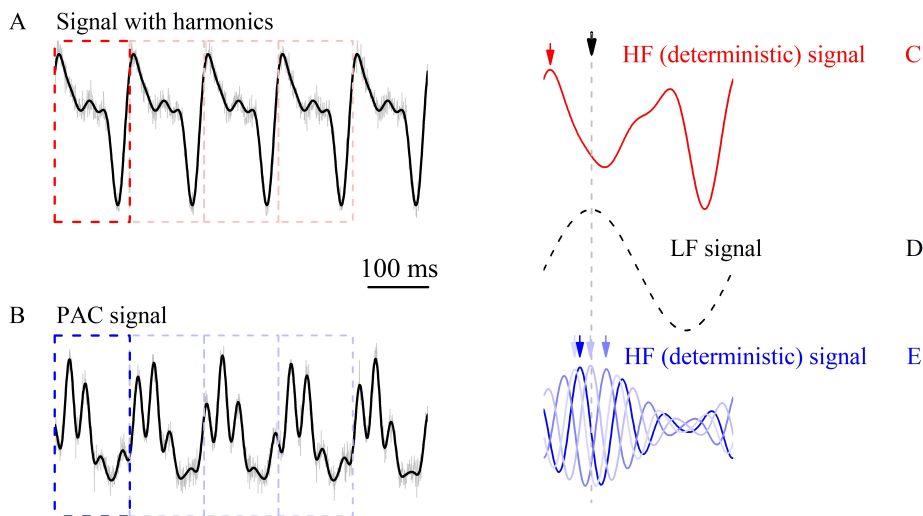 A Signal with harmonics
HF (deterministic) signal C
LF signal D
100 ms
B PAC signal
HF (deterministic) signal E